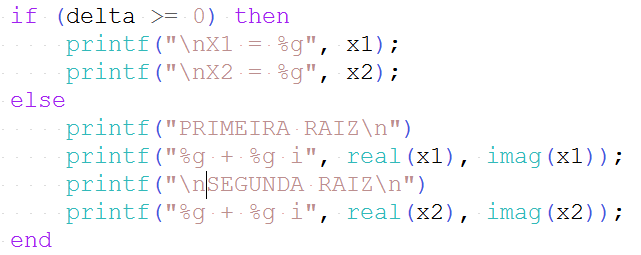 if (delta >= 0) then
    printf("\nX1 = %g", x1);
    printf("\nX2 = %g", x2);
else
    printf("PRIMEIRA RAIZ\n")
    printf("%g + %g i", real(x1), imag(x1));
    printf("\nSEGUNDA RAIZ\n")
    printf("%g + %g i", real(x2), imag(x2));
end